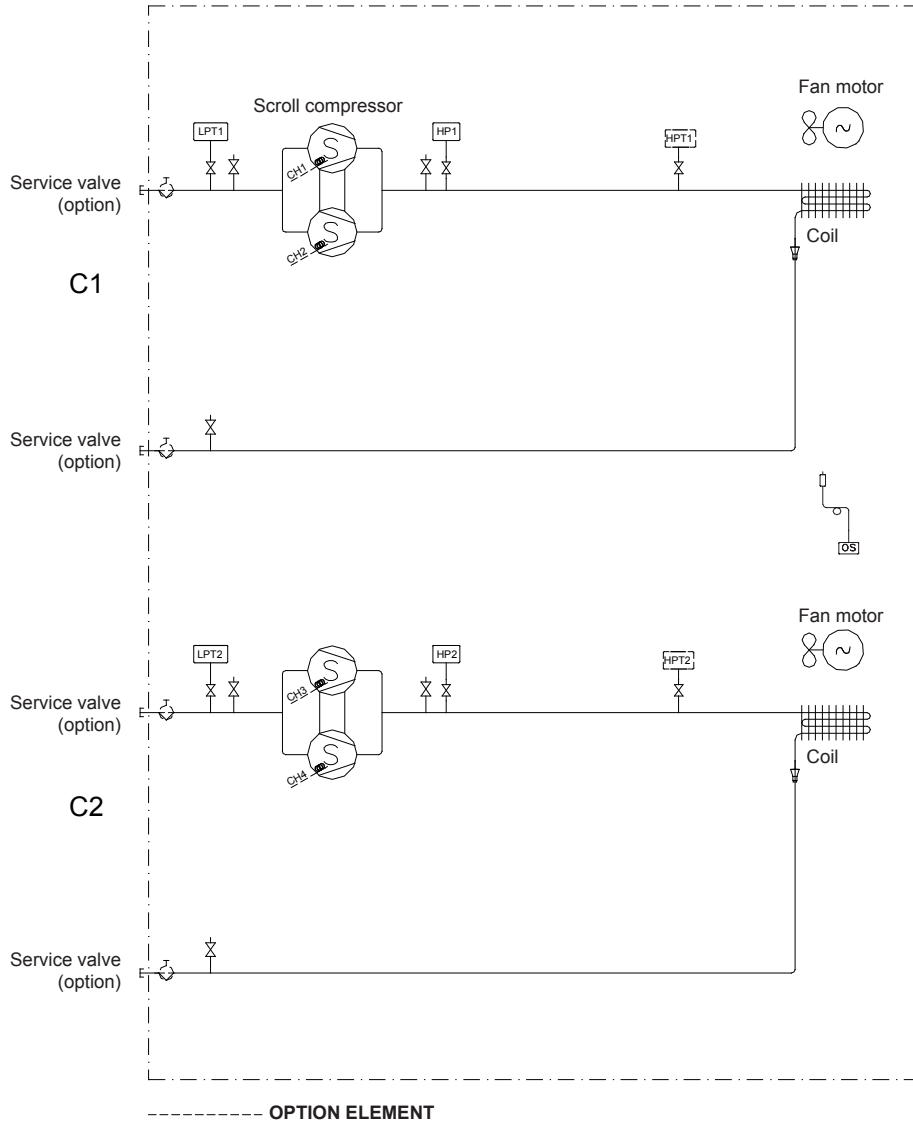 Fan motor
Scroll compressor
LPT1
HP1
HPT1
CH1
Service valve
(option)
CH2
Coil
C1
Service valve
(option)
OS
Fan motor
LPT2
HP2
HPT2
CH3
Service valve
(option)
CH4
Coil
C2
Service valve
(option)
OPTION ELEMENT